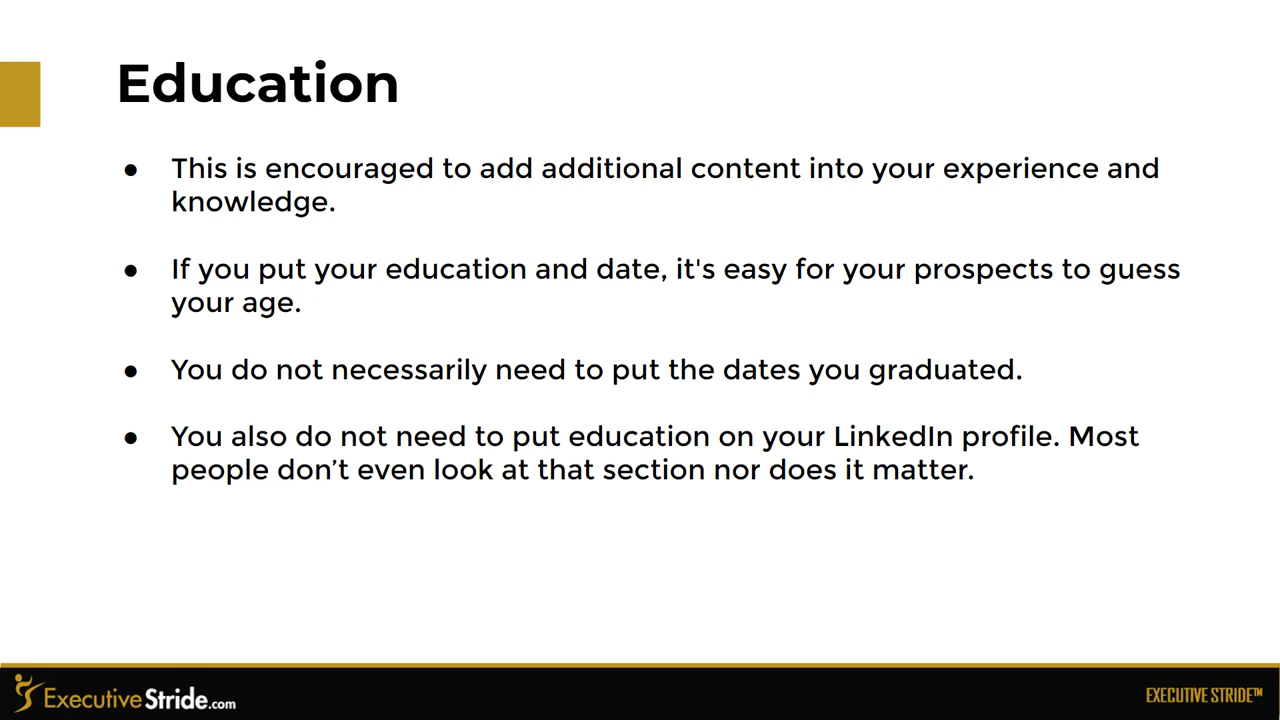 Education
● This is encouraged to add additional content into your experience and
knowledge.
● If you put your education and date, it's easy for your prospects to guess
your age.
● You do not necessarily need to put the dates you graduated.
● You also do not need to put education on your LinkedIn profile. Most
people don’t even look at that section nor does it matter.
ExecutiveStride.com
EXECUTIVE STRIDE™